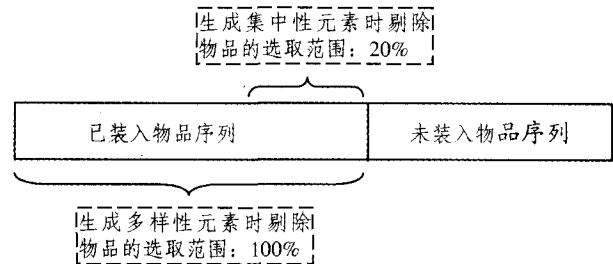 生成集中性元素时剔除
物品的选取范围：20%
已装入物品序列
未装入物品序列
生成多样性元素时剔除
物品的选取范围：100%